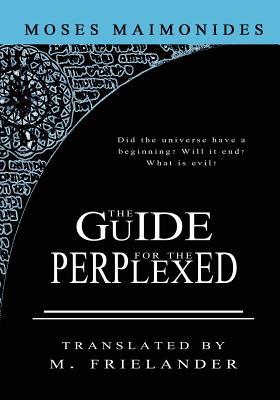 MOSES MAIMONIDES
Did the universe have a
beginning? Will it end?
What is evil?
THE
GUIDE
FOR THE
PERPLEXED
TRANSLATED BY
M. FRIELANDER